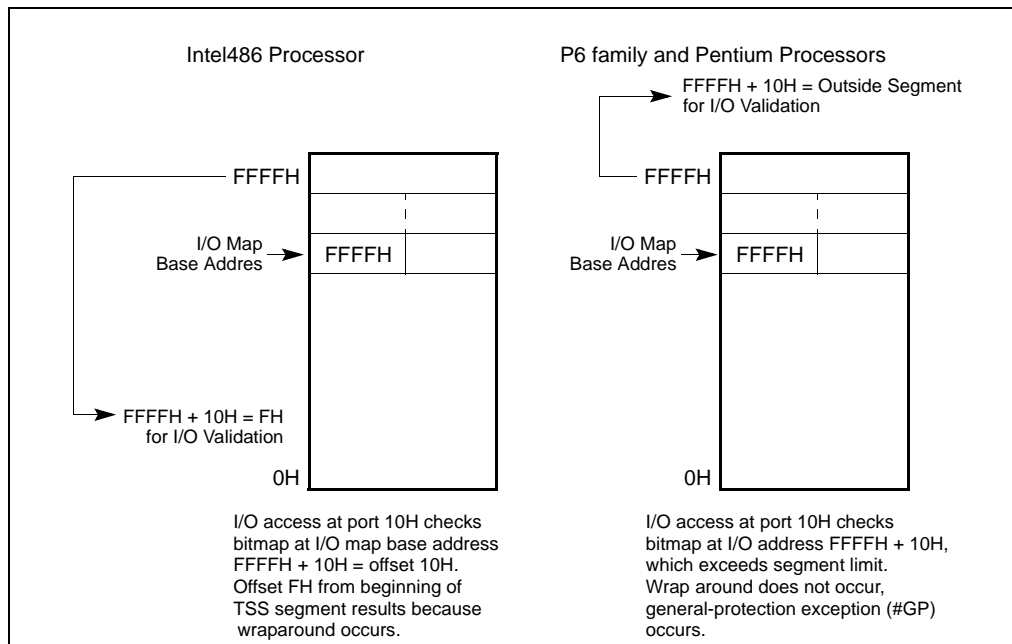 Intel486 Processor
P6 family and Pentium Processors
FFFFH + 10H = Outside Segment
for I/O Validation
FFFFH
FFFFH
I/O Map
Base Addres
FFFFH
I/O Map
Base Addres
FFFFH
FFFFH + 10H = FH
for I/O Validation
0H
0H
I/O access at port 10H checks
bitmap at I/O map base address
FFFFH + 10H = offset 10H.
Offset FH from beginning of
TSS segment results because
wraparound occurs.
I/O access at port 10H checks
bitmap at I/O address FFFFH + 10H,
which exceeds segment limit.
Wrap around does not occur,
general-protection exception (#GP)
occurs.